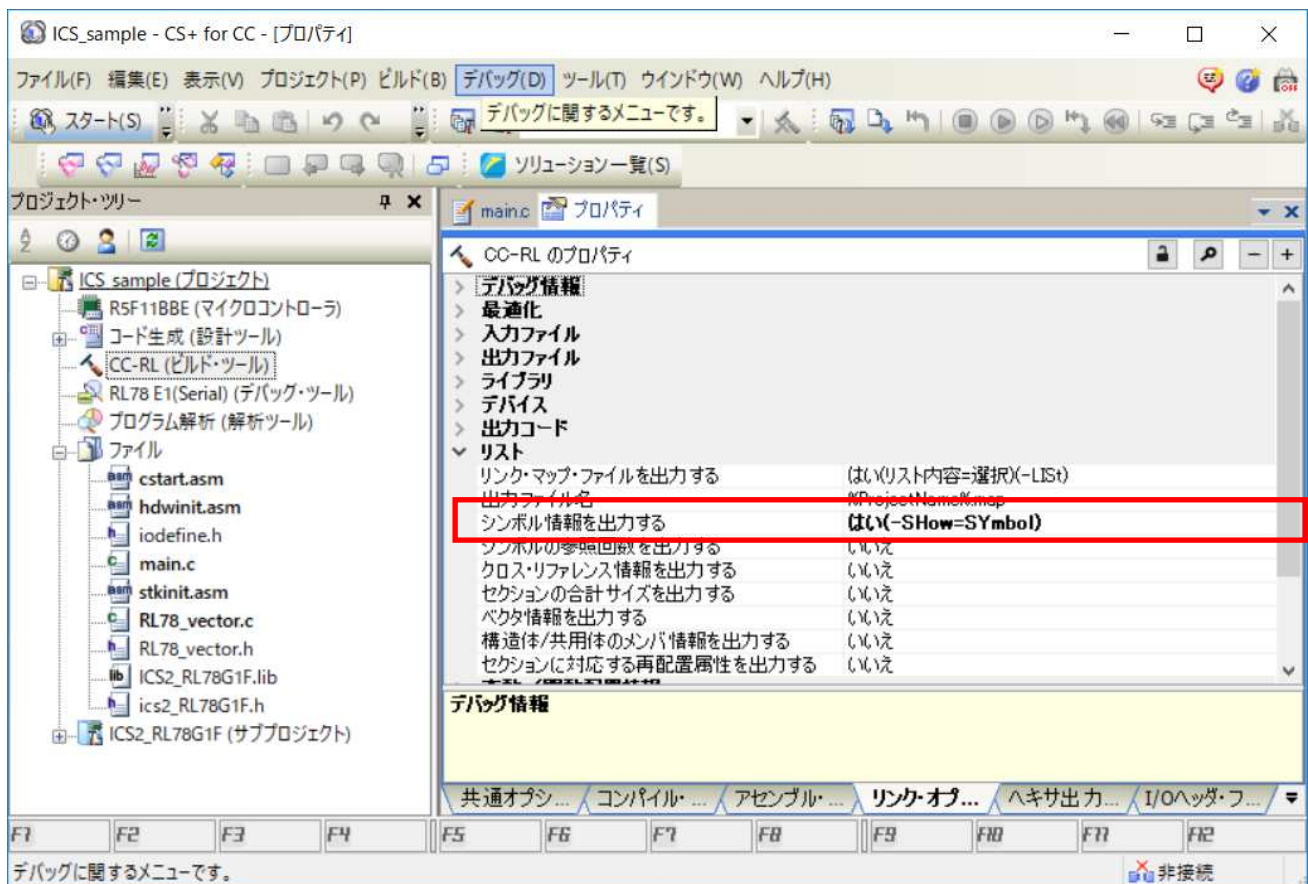 ICS_sample - CS+ for CC - [プロパティ]
ファイル(F) 編集(E) 表示(V) プロジェクト(P) ビルド(B) デバッグ(D) ツール(T) ウインドウ(W) ヘルプ(H)
スタート(S) デバッグに関するメニューです。
ソリューション一覧(S)
プロジェクト・ツリー
main.c プロパティ
CC-RL のプロパティ
ICS_sample (プロジェクト)
R5F11BBE (マイクロコントローラ)
コード生成 (設計ツール)
CC-RL (ビルド・ツール)
RL78 E1(Serial) (デバッグ・ツール)
プログラム解析 (解析ツール)
ファイル
cstart.asm
hdwinit.asm
iodefine.h
main.c
stkinit.asm
RL78_vector.c
RL78_vector.h
ICS2_RL78G1F.lib
ics2_RL78G1F.h
ICS2_RL78G1F (サブプロジェクト)
デバッグ情報
最適化
入力ファイル
出力ファイル
ライブラリ
デバイス
出力コード
リスト
リンク・マップ・ファイルを出力する はい(リスト内容=選択)(-LISt)
出力ファイル名 %ProjectName%.map
シンボル情報を出力する はい(-SHow=SYmbol)
シンボルの参照回数を出力する いいえ
クロス・リファレンス情報を出力する いいえ
セクションの合計サイズを出力する いいえ
ベクタ情報を出力する いいえ
構造体/共用体のメンバ情報を出力する いいえ
セクションに対応する再配置属性を出力する いいえ
デバッグ情報
共通オプシ... コンパイル・... アセンブル・... リンク・オプ... ヘキサ出力... I/Oヘッダ・フ...
F1 F2 F3 F4 F5 F6 F7 F8 F9 F10 F11 F12
デバッグに関するメニューです。 非接続